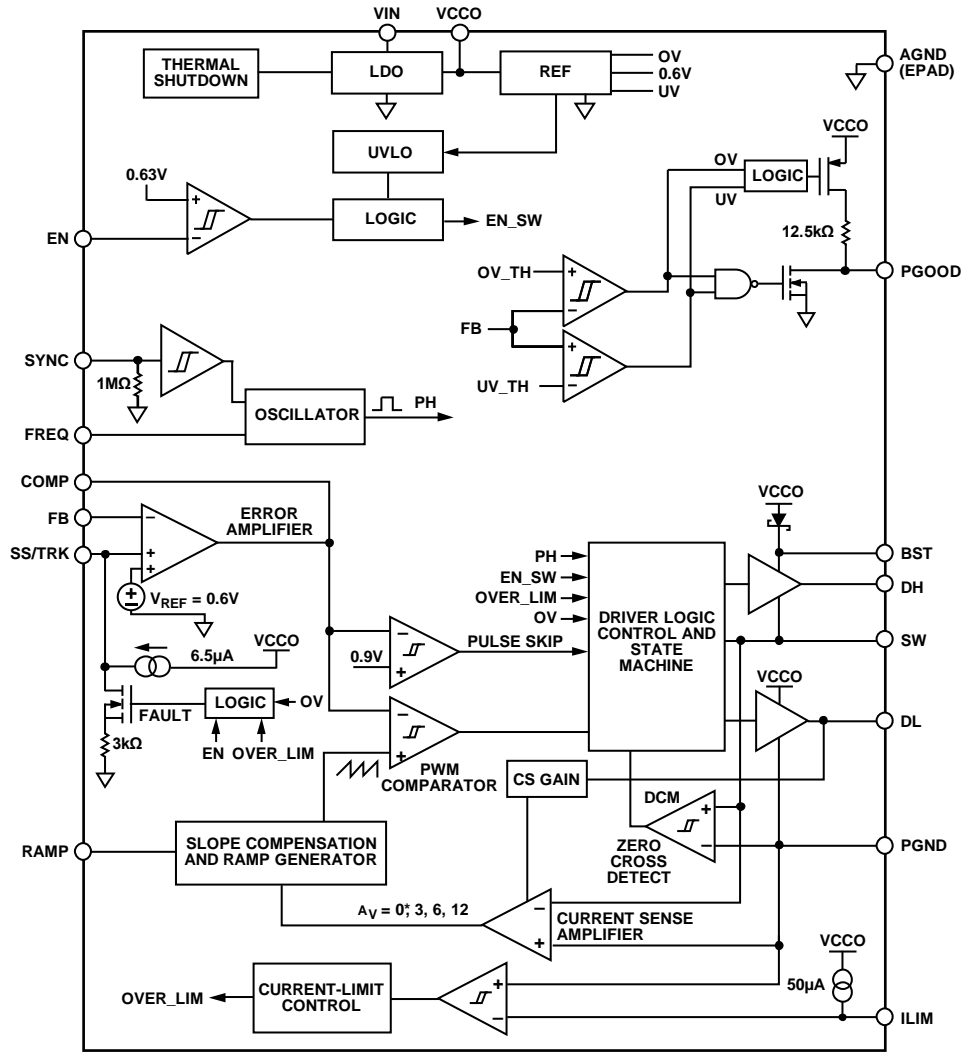 VIN
VCCO
THERMAL
SHUTDOWN
LDO
REF
OV
0.6V
UV
AGND
(EPAD)
UVLO
VCCO
OV
LOGIC
UV
0.63V
+
−
LOGIC
EN_SW
EN
12.5kΩ
OV_TH
+
−
PGOOD
FB
+
−
UV_TH
SYNC
1MΩ
OSCILLATOR
PH
FREQ
COMP
FB
−
ERROR
AMPLIFIER
VCCO
SS/TRK
+
+
BST
PH
EN_SW
OVER_LIM
OV
DRIVER LOGIC
CONTROL AND
STATE
MACHINE
DH
VREF = 0.6V
SW
6.5µA
VCCO
−
0.9V
+
PULSE SKIP
VCCO
FAULT
LOGIC
OV
DL
3kΩ
EN
OVER_LIM
−
+
PWM
COMPARATOR
CS GAIN
DCM
+
−
ZERO
CROSS
DETECT
RAMP
SLOPE COMPENSATION
AND RAMP GENERATOR
PGND
AV = 0*, 3, 6, 12
−
+
CURRENT SENSE
AMPLIFIER
VCCO
OVER_LIM
CURRENT-LIMIT
CONTROL
+
−
50µA
ILIM